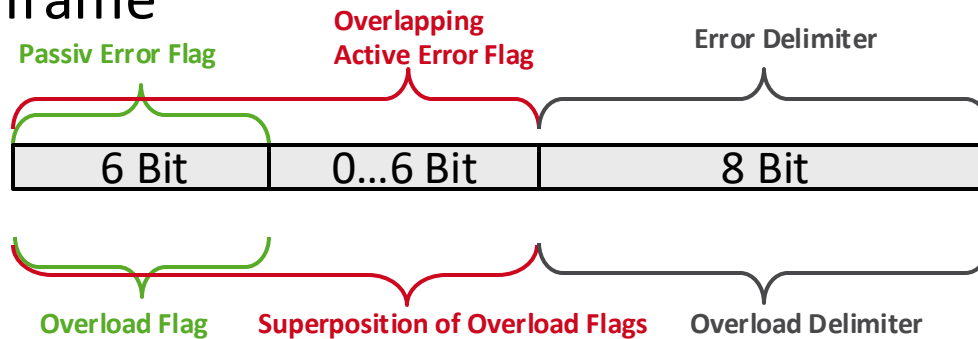 frame
Overlapping
Passiv Error Flag
Active Error Flag
Error Delimiter
6 Bit
0...6 Bit
8 Bit
Overload Flag
Superposition of Overload Flags
Overload Delimiter